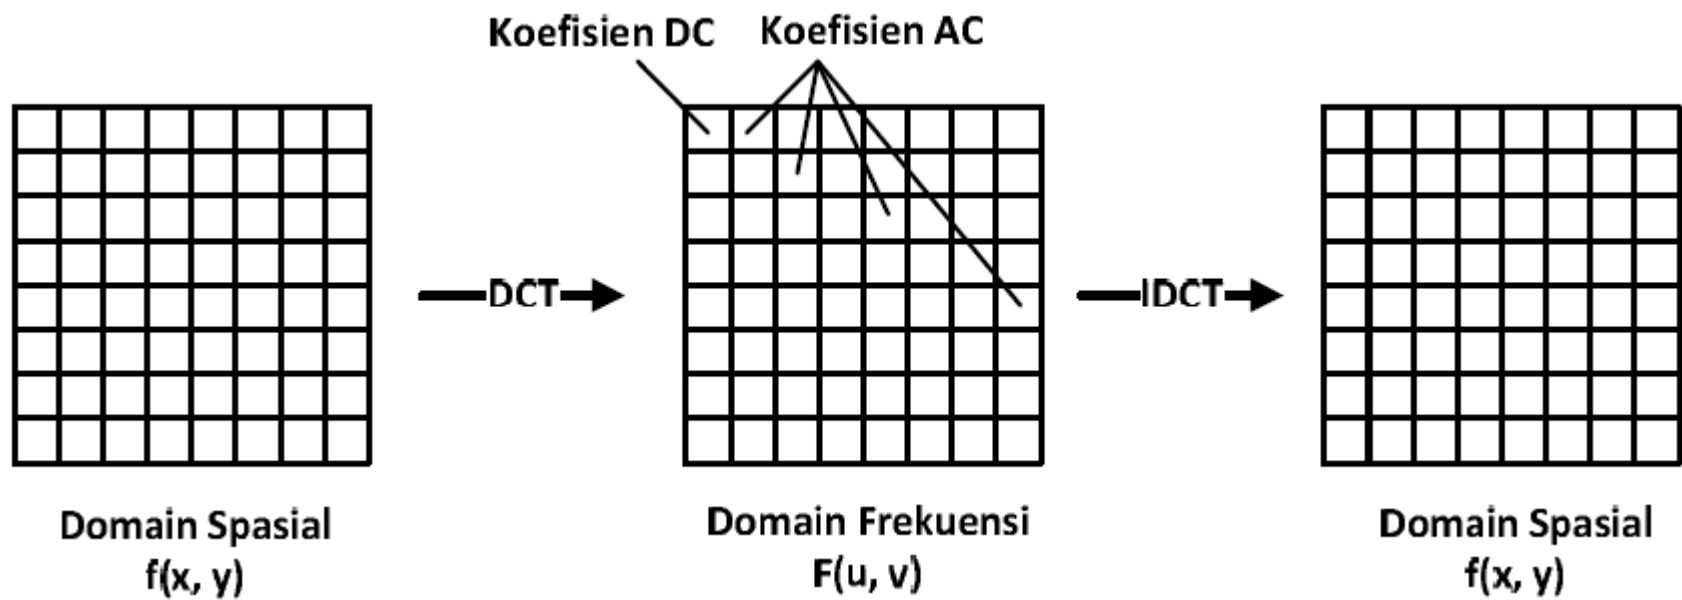 Koefisien DC
Koefisien AC
DCT
IDCT
Domain Spasial
f(x, y)
Domain Frekuensi
F(u, v)
Domain Spasial
f(x, y)